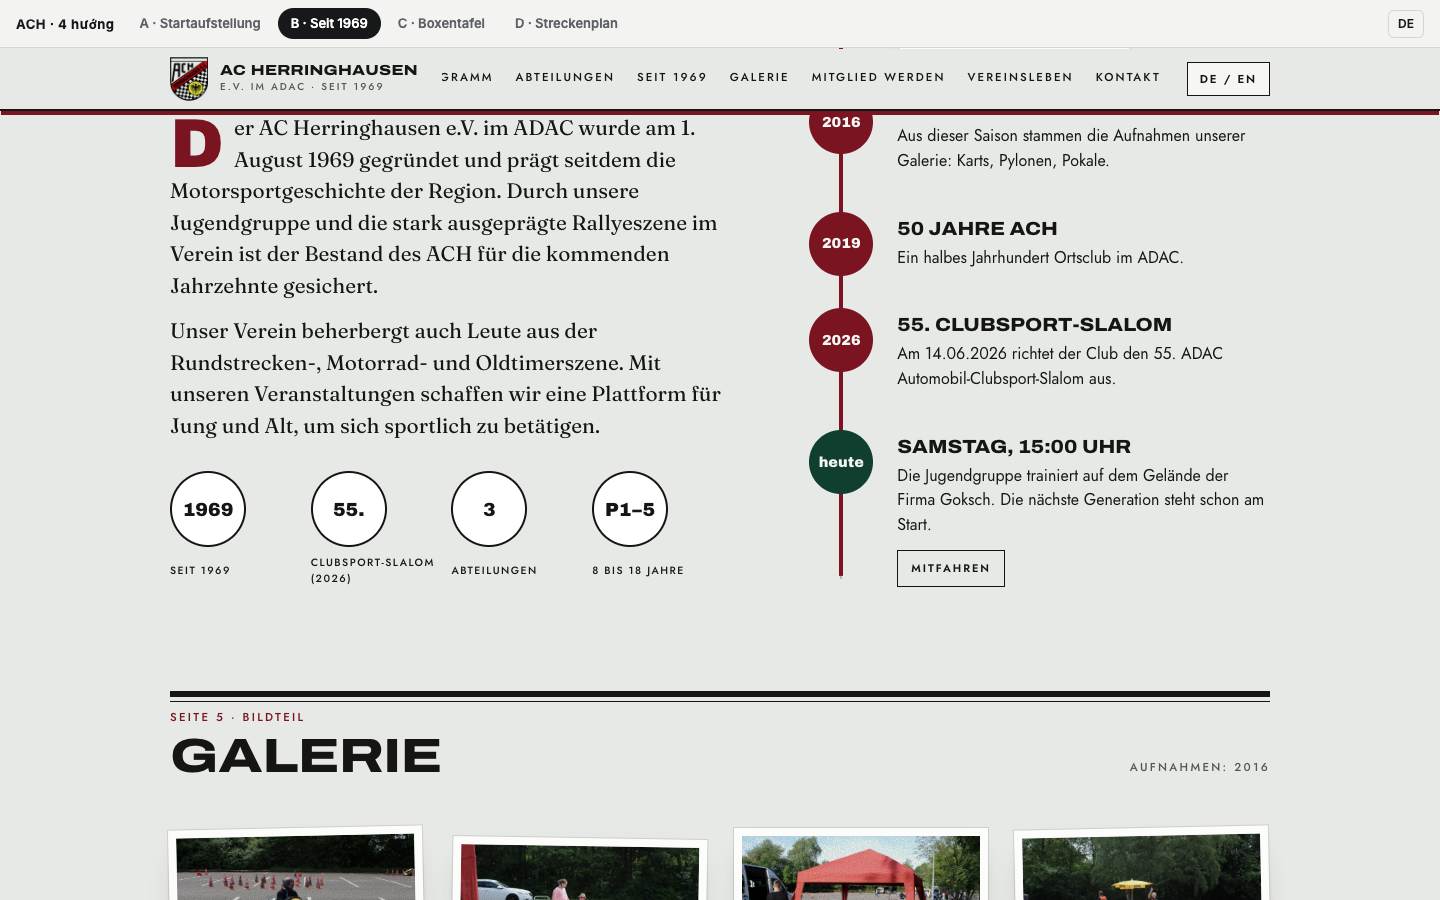 ACH · 4 hướng
A · Startaufstellung
B · Seit 1969
C · Boxentafel
D · Streckenplan
DE
ACH
AC HERRINGHAUSEN
E.V. IM ADAC · SEIT 1969
GRAMM
ABTEILUNGEN
SEIT 1969
GALERIE
MITGLIED WERDEN
VEREINSLEBEN
KONTAKT
DE / EN
Der AC Herringhausen e.V. im ADAC wurde am 1.
August 1969 gegründet und prägt seitdem die
Motorsportgeschichte der Region. Durch unsere
Jugendgruppe und die stark ausgeprägte Rallyeszene im
Verein ist der Bestand des ACH für die kommenden
Jahrzehnte gesichert.
Unser Verein beherbergt auch Leute aus der
Rundstrecken-, Motorrad- und Oldtimerszene. Mit
unseren Veranstaltungen schaffen wir eine Plattform für
Jung und Alt, um sich sportlich zu betätigen.
1969
SEIT 1969
55.
CLUBSPORT-SLALOM
(2026)
3
ABTEILUNGEN
P1–5
8 BIS 18 JAHRE
2016
Aus dieser Saison stammen die Aufnahmen unserer
Galerie: Karts, Pylonen, Pokale.
2019
50 JAHRE ACH
Ein halbes Jahrhundert Ortsclub im ADAC.
2026
55. CLUBSPORT-SLALOM
Am 14.06.2026 richtet der Club den 55. ADAC
Automobil-Clubsport-Slalom aus.
heute
SAMSTAG, 15:00 UHR
Die Jugendgruppe trainiert auf dem Gelände der
Firma Goksch. Die nächste Generation steht schon am
Start.
MITFAHREN
SEITE 5 · BILDTEIL
GALERIE
AUFNAHMEN: 2016